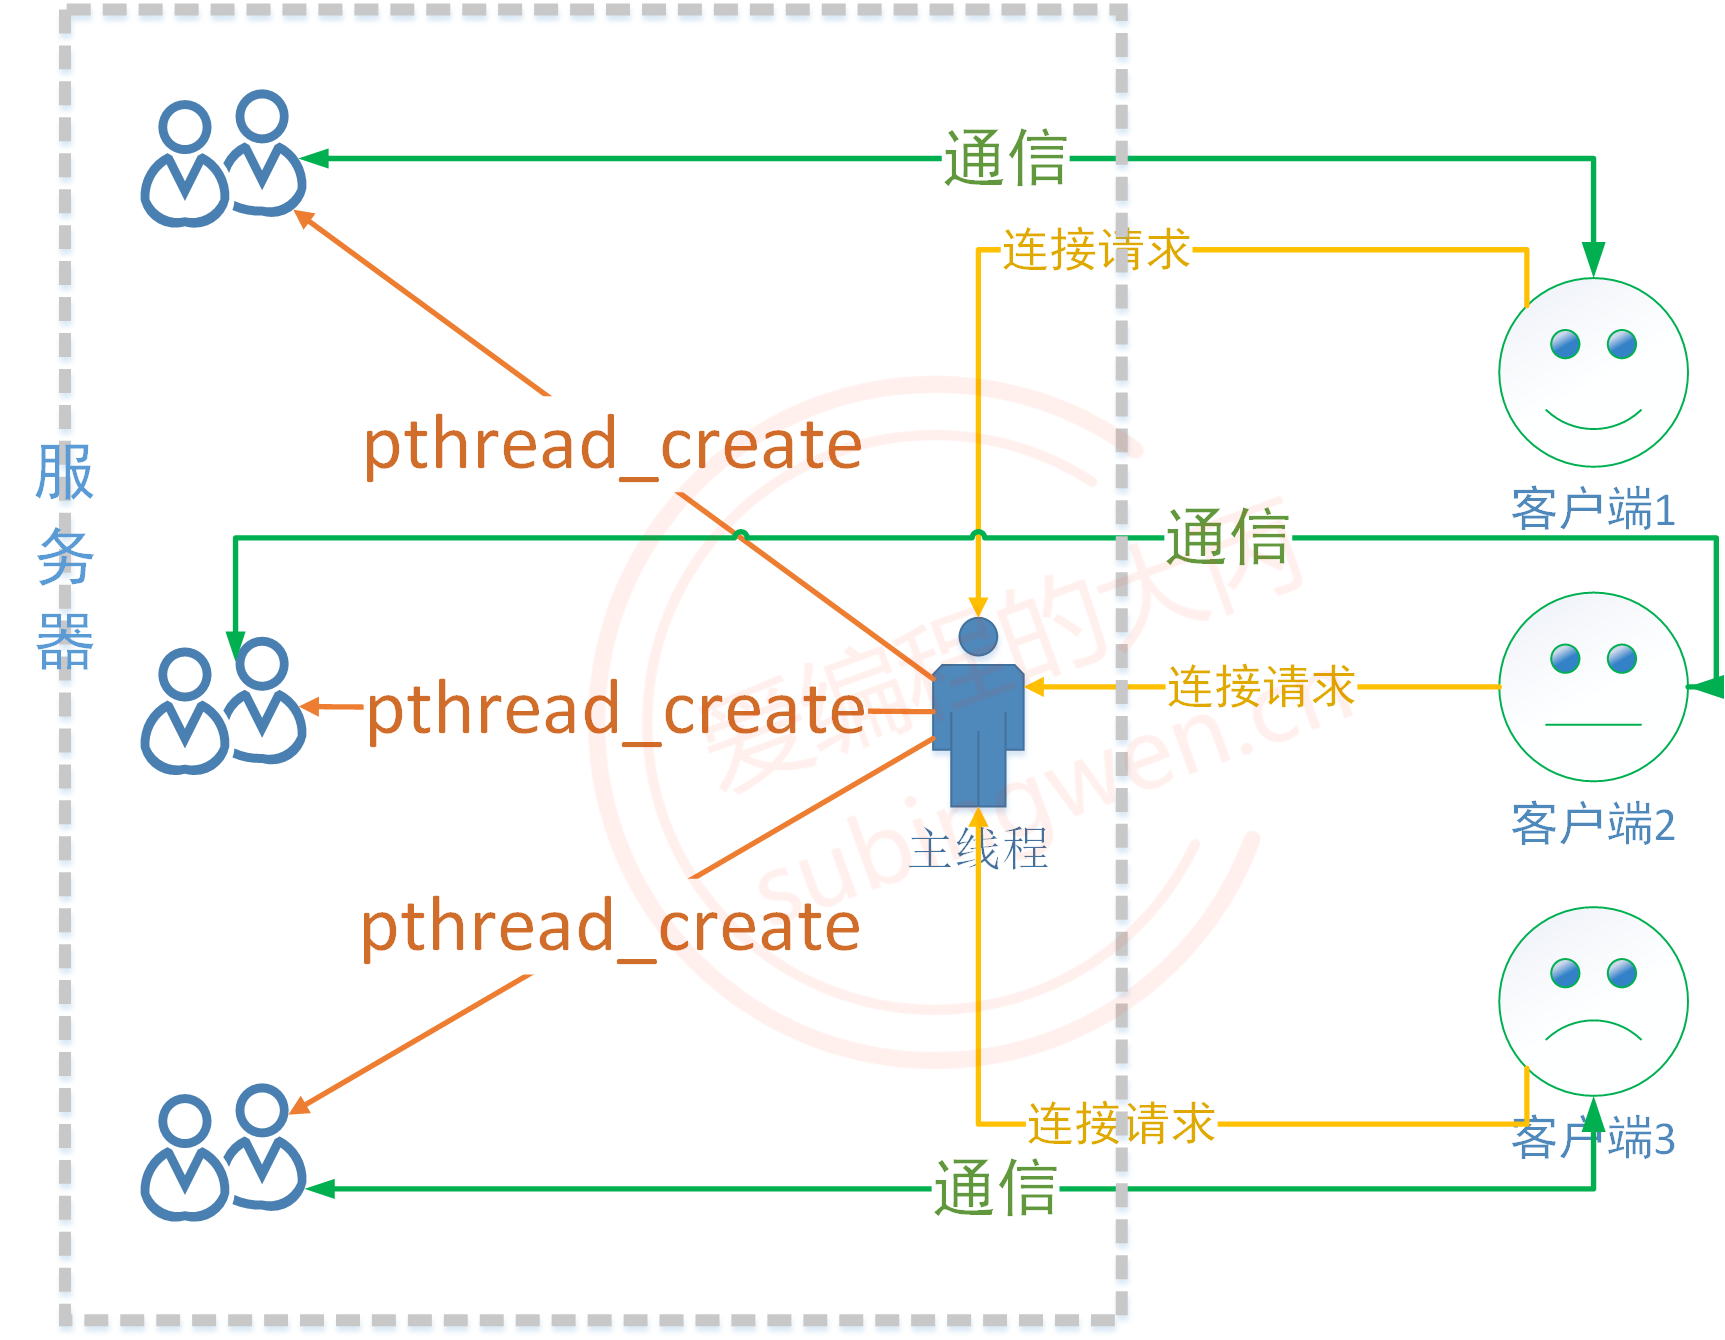 通信
连接请求
pthread_create
服务器
客户端1
通信
爱编程的大丙
subingwen.cn
pthread_create
连接请求
主线程
客户端2
pthread_create
连接请求
客户端3
通信